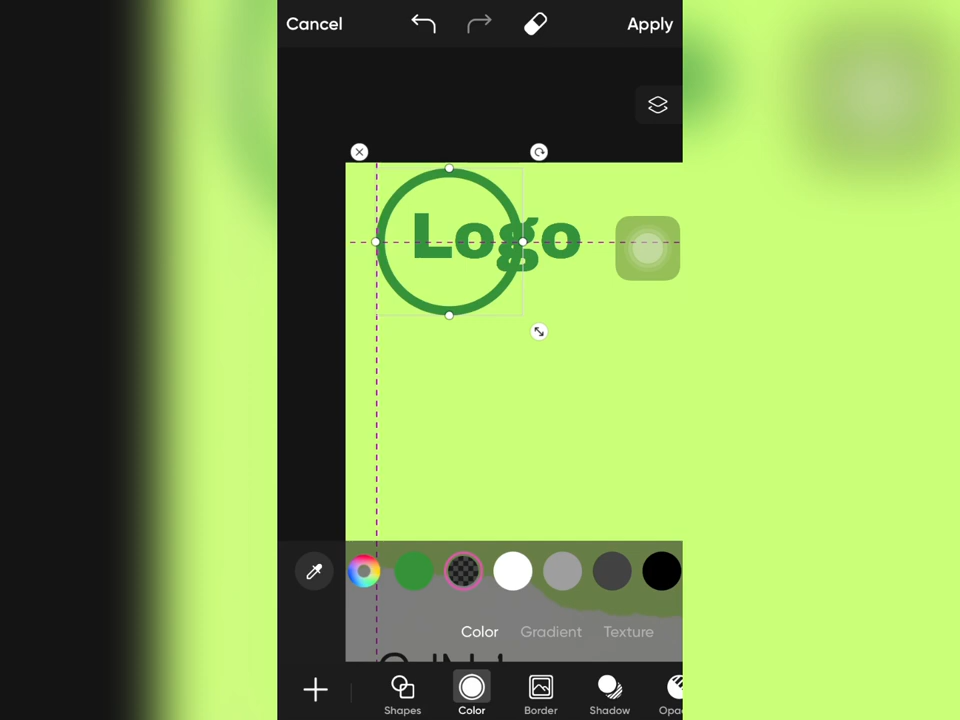 Cancel
Apply
Logo
Color Gradient Texture
Shapes Color Border Shadow